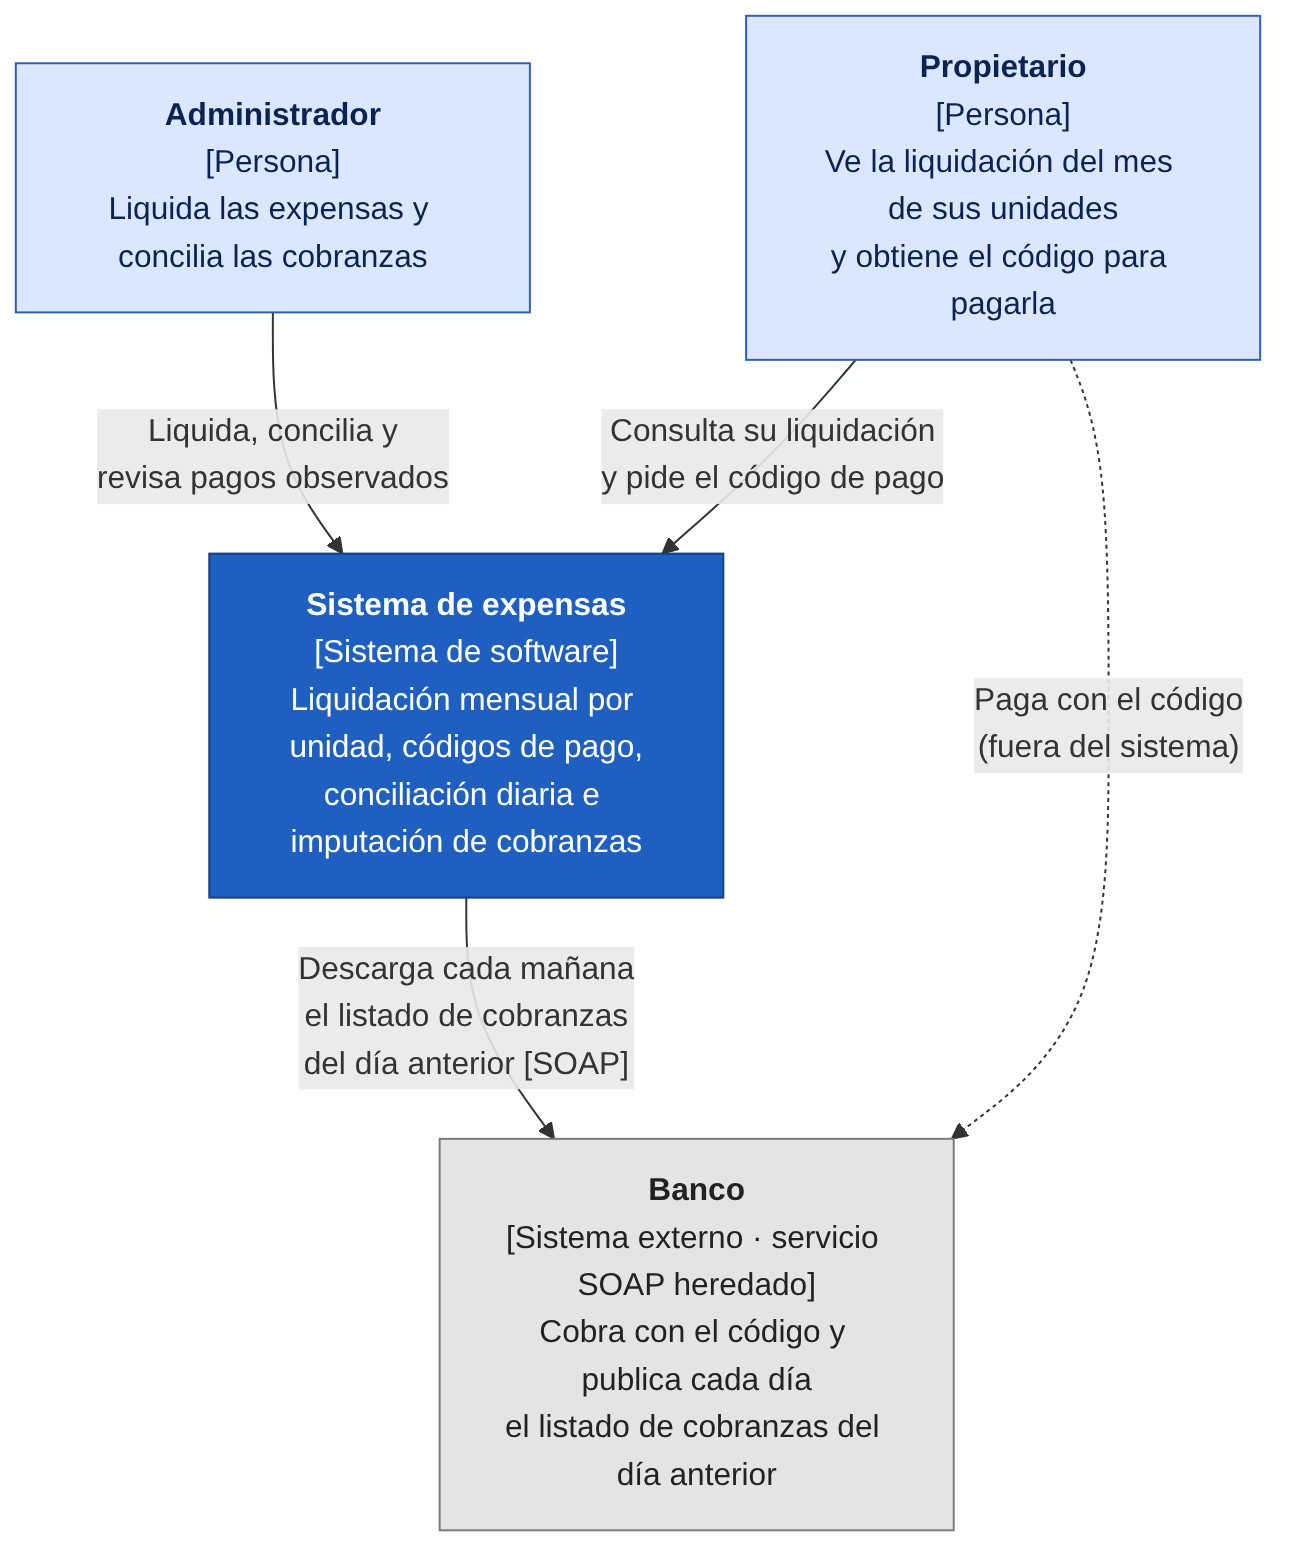 Administrador
[Persona]
Liquida las expensas y
concilia las cobranzas
Propietario
[Persona]
Ve la liquidación del mes
de sus unidades
y obtiene el código para
pagarla
Liquida, concilia y
revisa pagos observados
Consulta su liquidación
y pide el código de pago
Sistema de expensas
[Sistema de software]
Liquidación mensual por
unidad, códigos de pago,
conciliación diaria e
imputación de cobranzas
Paga con el código
(fuera del sistema)
Descarga cada mañana
el listado de cobranzas
del día anterior [SOAP]
Banco
[Sistema externo · servicio
SOAP heredado]
Cobra con el código y
publica cada día
el listado de cobranzas del
día anterior